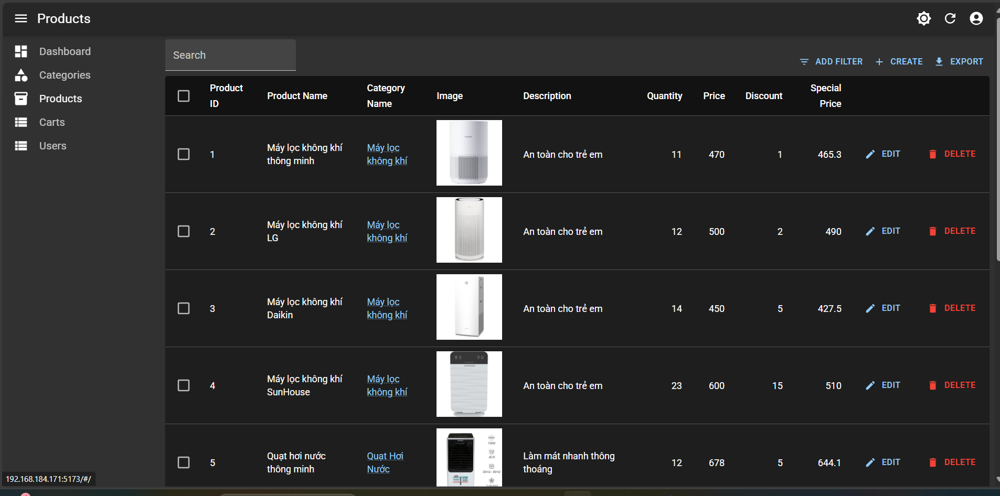 Products
Dashboard
Categories
Products
Carts
Users
Search
ADD FILTER
CREATE
EXPORT
Product
ID
Product Name
Category
Name
Image
Description
Quantity
Price
Discount
Special
Price
1
Máy lọc không khí
thông minh
Máy lọc
không khí
An toàn cho trẻ em
11
470
1
465.3
EDIT
DELETE
2
Máy lọc không khí
LG
Máy lọc
không khí
An toàn cho trẻ em
12
500
2
490
EDIT
DELETE
3
Máy lọc không khí
Daikin
Máy lọc
không khí
An toàn cho trẻ em
14
450
5
427.5
EDIT
DELETE
4
Máy lọc không khí
SunHouse
Máy lọc
không khí
An toàn cho trẻ em
23
600
15
510
EDIT
DELETE
5
Quạt hơi nước
thông minh
Quạt Hơi
Nước
150W
40 lít
25m2 - 30m2
Làm mát nhanh thông
thoáng
12
678
5
644.1
EDIT
DELETE
192.168.184.171:5173/#/